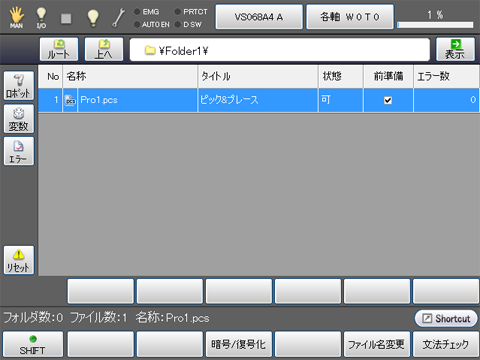 MAN
I/O
EMG
PRTCT
AUTO EN
D SW
VS068A4 A
各軸 W 0 T 0
1 %
ルート
上へ
¥Folder1¥
表示
No 名称 タイトル 状態 前準備 エラー数
1 Pro1.pcs ピック&プレース 可 0
ロボット
変数
エラー
リセット
フォルダ数:0 ファイル数:1 名称:Pro1.pcs
Shortcut
SHIFT
暗号/復号化
ファイル名変更
文法チェック